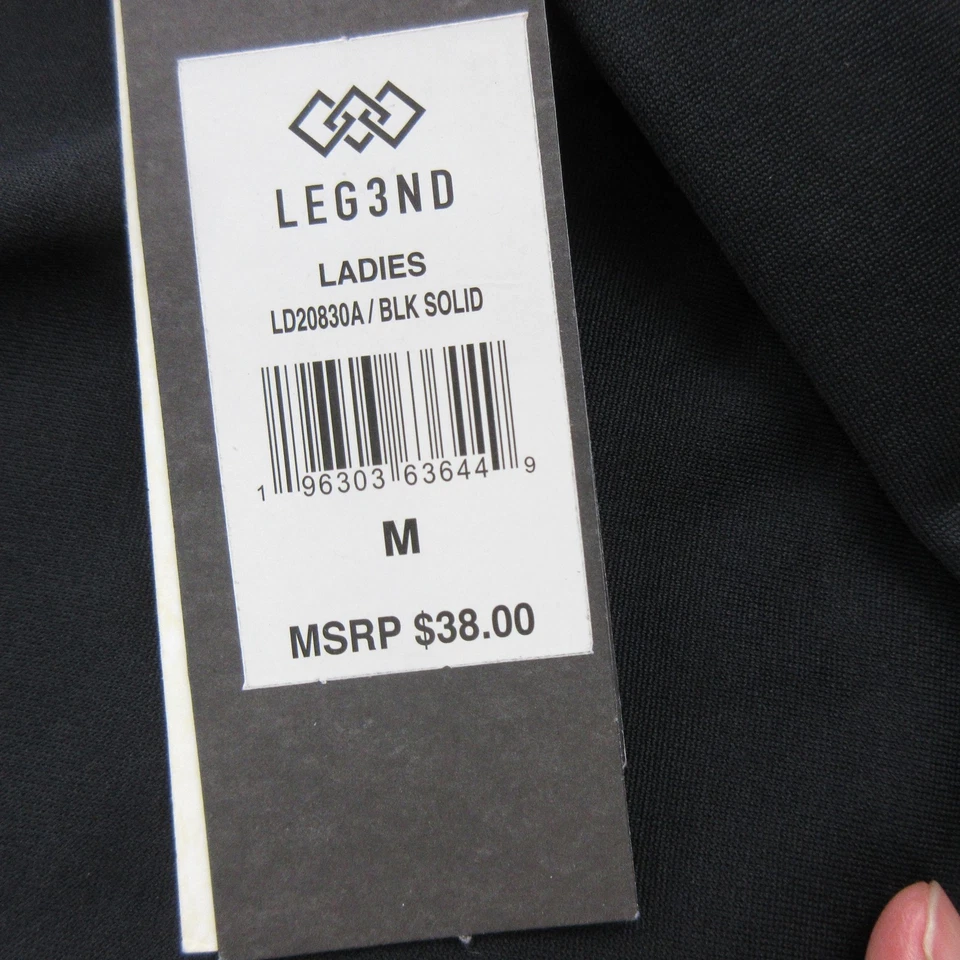 LEG3ND
LADIES
LD20830A / BLK SOLID
1 96303 63644 9
M
MSRP $38.00